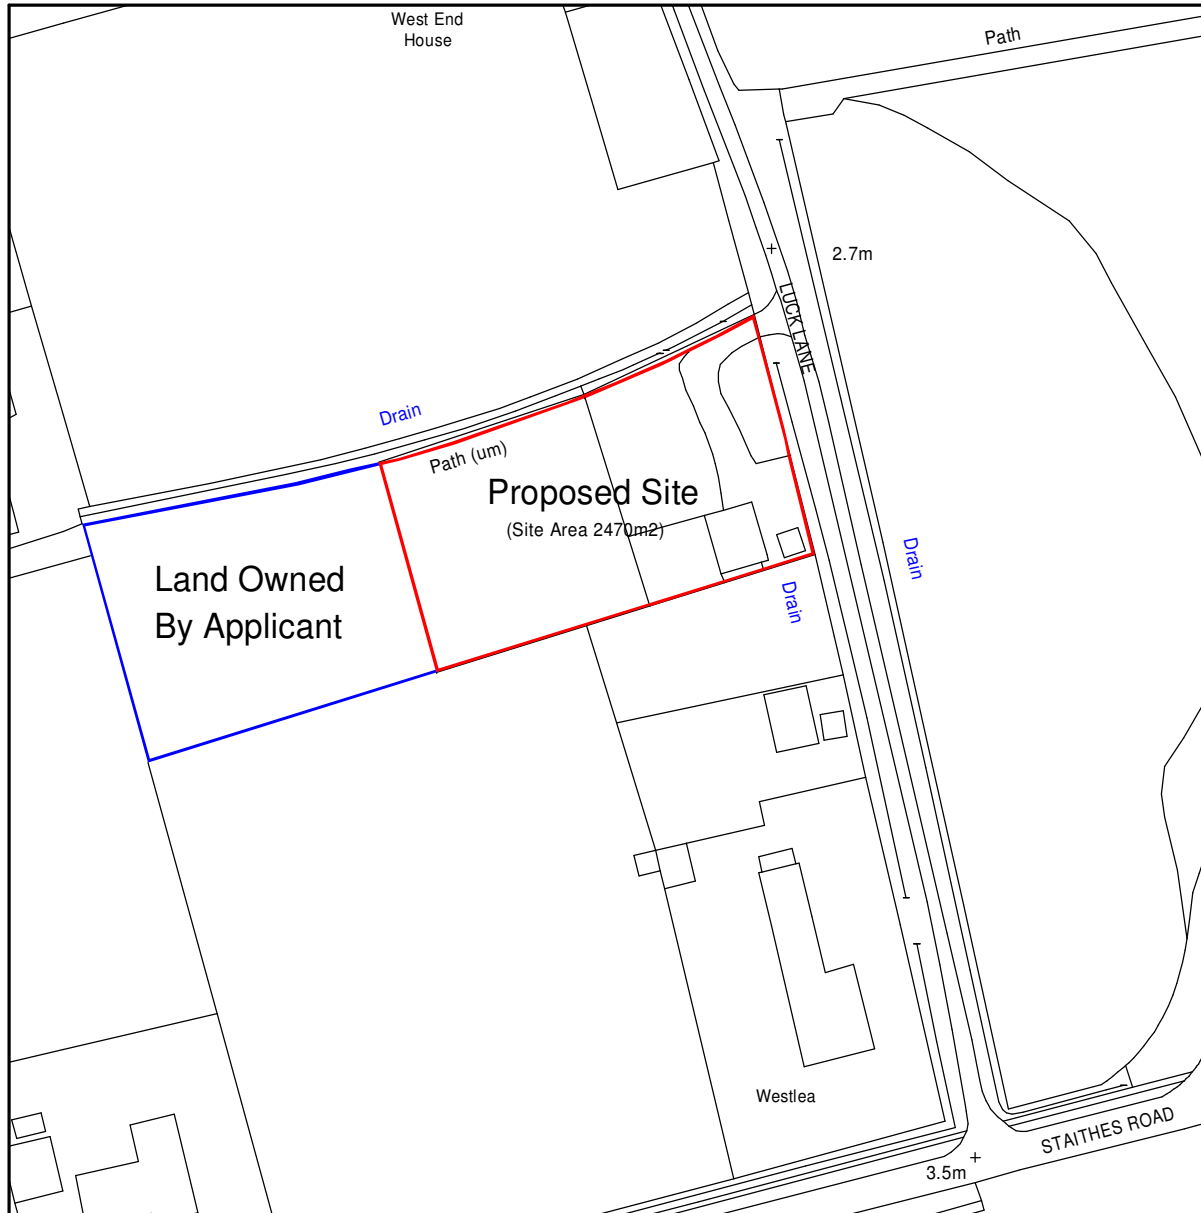 West End
House
Path
2.7m
LUCK LANE
Drain
Path (um)
Proposed Site
(Site Area 2470m2)
Drain
Land Owned
By Applicant
Drain
Westlea
STAITHES ROAD
3.5m